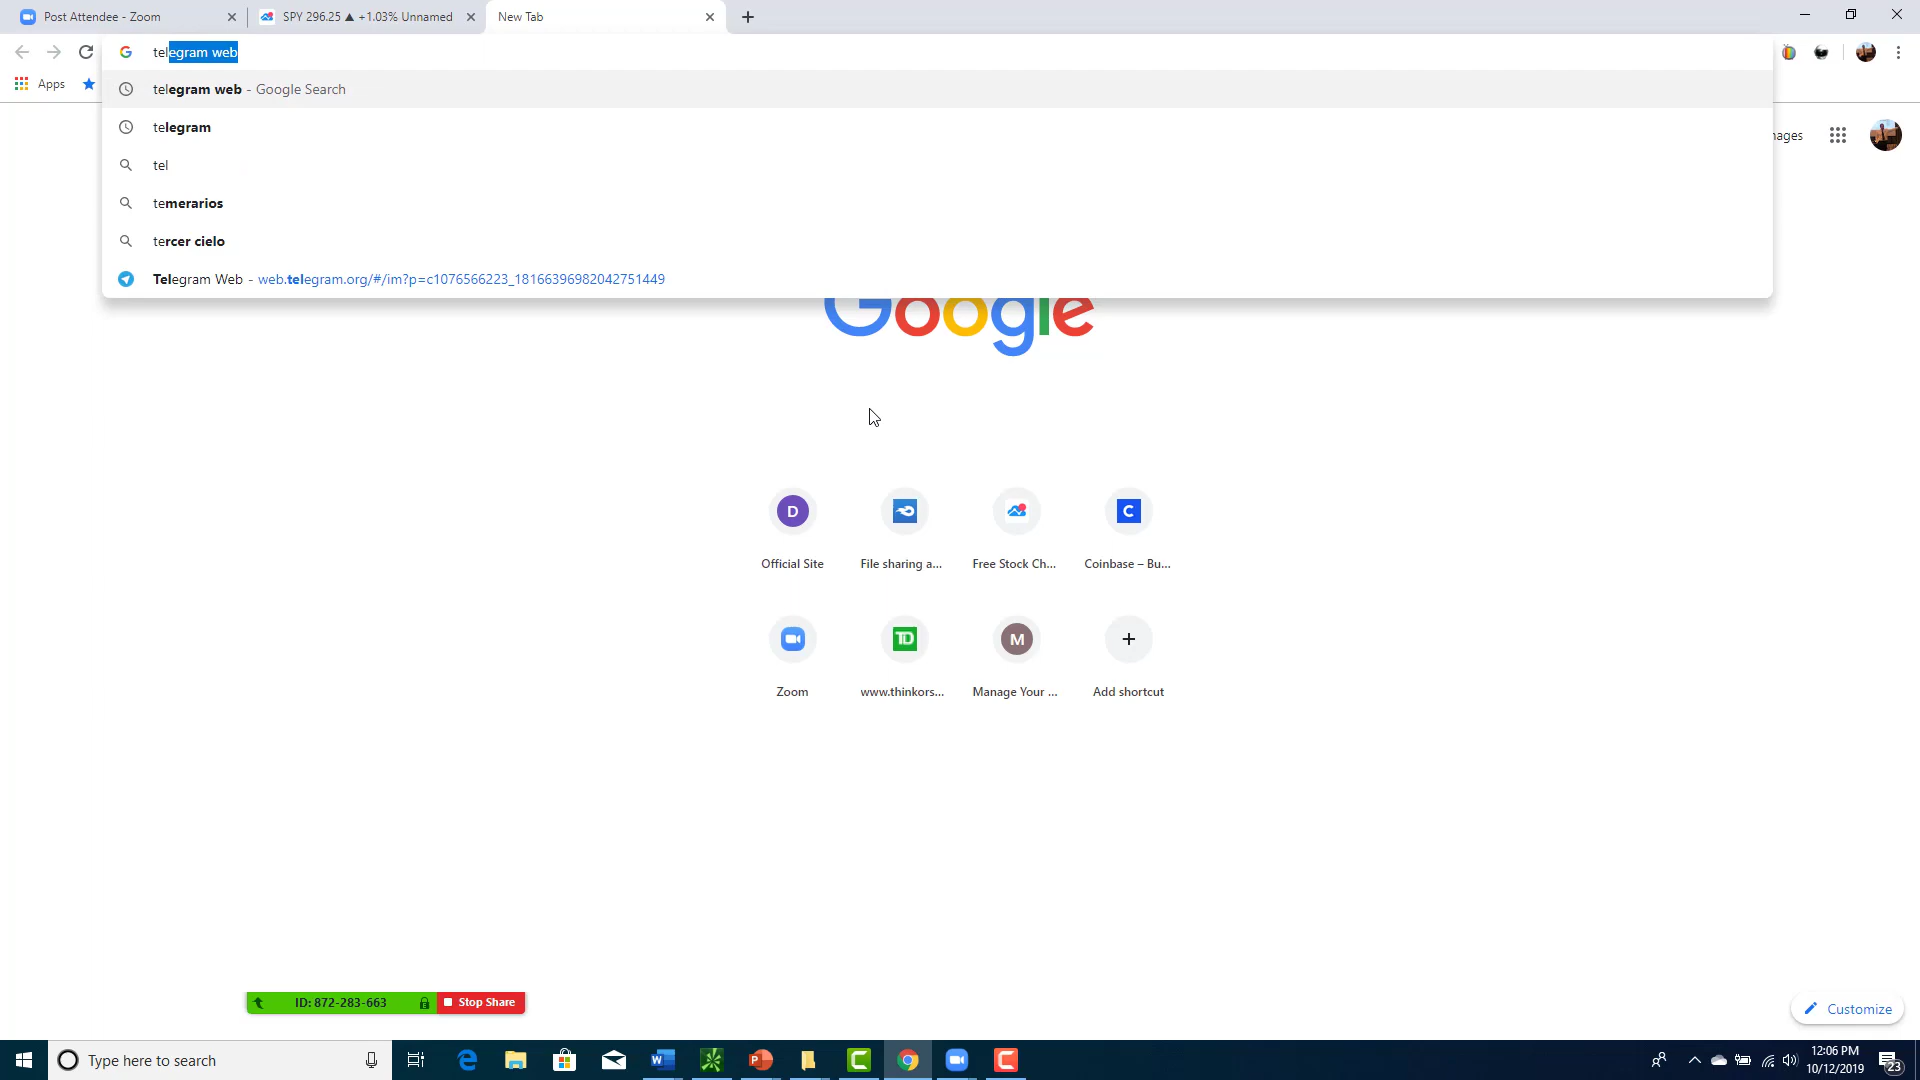 Post Attendee - Zoom
SPY 296.25 ▲ +1.03% Unnamed
New Tab
telegram web
Apps
telegram web - Google Search
telegram
tel
temerarios
tercer cielo
Telegram Web - web.telegram.org/#/im?p=c1076566223_18166396982042751449
ages
Google
D
C
Official Site
File sharing a...
Free Stock Ch...
Coinbase – Bu...
TD
M
Zoom
www.thinkors...
Manage Your ...
Add shortcut
ID: 872-283-663
Stop Share
Customize
Type here to search
12:06 PM
10/12/2019
23